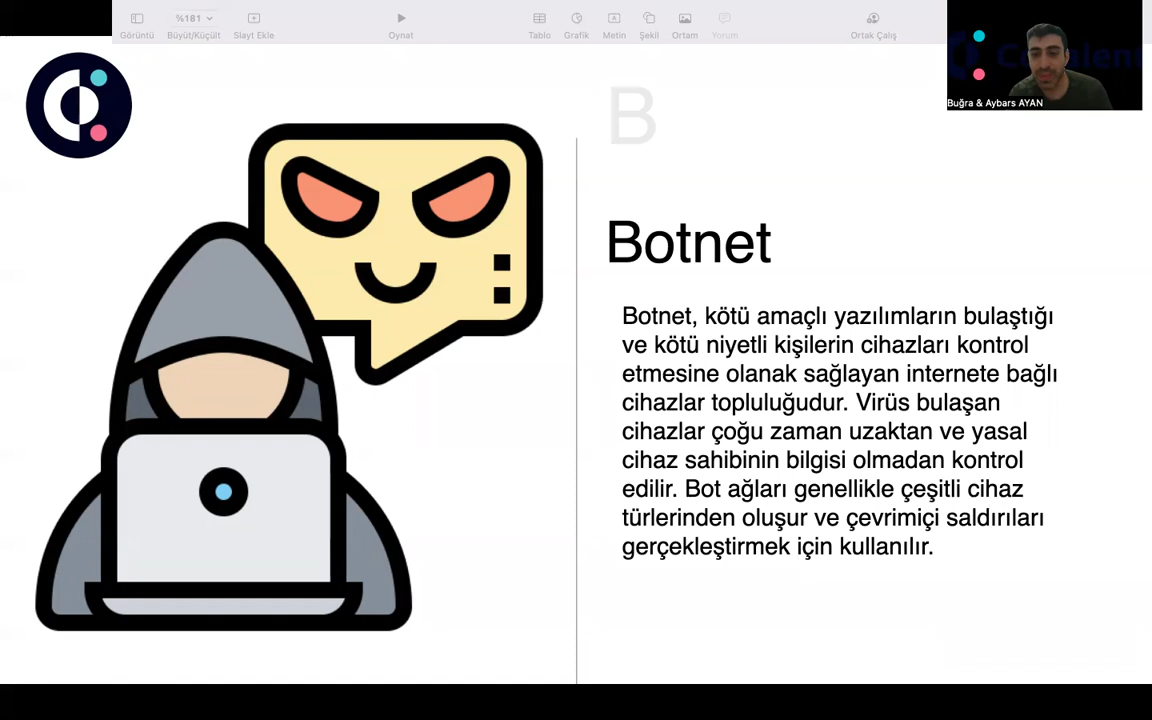 %181
Görüntü
Büyüt/Küçült
Slayt Ekle
Oynat
Tablo
Grafik
Metin
Şekil
Ortam
Yorum
Ortak Çalış
Buğra & Aybars AYAN
B
Botnet
Botnet, kötü amaçlı yazılımların bulaştığı
ve kötü niyetli kişilerin cihazları kontrol
etmesine olanak sağlayan internete bağlı
cihazlar topluluğudur. Virüs bulaşan
cihazlar çoğu zaman uzaktan ve yasal
cihaz sahibinin bilgisi olmadan kontrol
edilir. Bot ağları genellikle çeşitli cihaz
türlerinden oluşur ve çevrimiçi saldırıları
gerçekleştirmek için kullanılır.